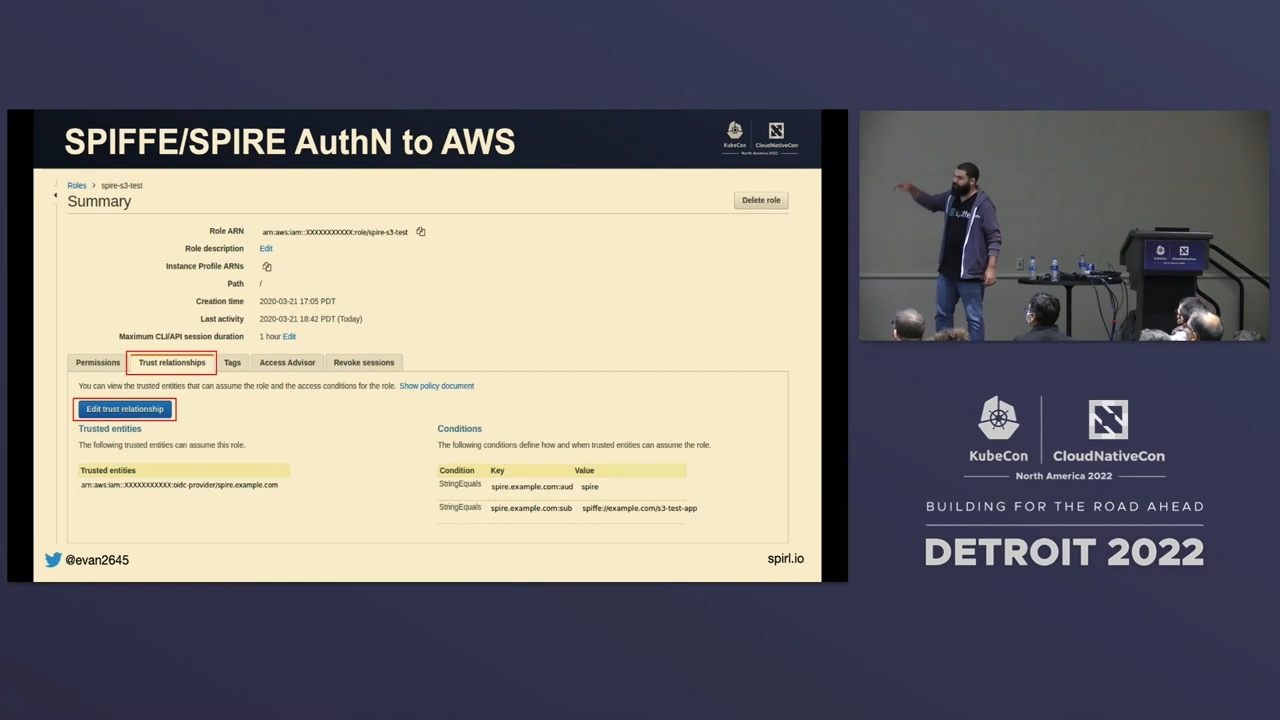 SPIFFE/SPIRE AuthN to AWS
KubeCon
CloudNativeCon
North America 2022
Roles > spire-s3-test
Summary
Delete role
Role ARN arn:aws:iam::XXXXXXXXXXX:role/spire-s3-test
Role description Edit
Instance Profile ARNs
Path /
Creation time 2020-03-21 17:05 PDT
Last activity 2020-03-21 18:42 PDT (Today)
Maximum CLI/API session duration 1 hour Edit
Permissions Trust relationships Tags Access Advisor Revoke sessions
You can view the trusted entities that can assume the role and the access conditions for the role. Show policy document
Edit trust relationship
Trusted entities
The following trusted entities can assume this role.
Trusted entities
arn:aws:iam::XXXXXXXXXXX:oidc-provider/spire.example.com
Conditions
The following conditions define how and when trusted entities can assume the role.
Condition Key Value
StringEquals spire.example.com:aud spire
StringEquals spire.example.com:sub spiffe://example.com/s3-test-app
@evan2645
spirl.io
spiffe
KubeCon
CloudNativeCon
North America 2022
BUILDING FOR THE ROAD AHEAD
DETROIT 2022